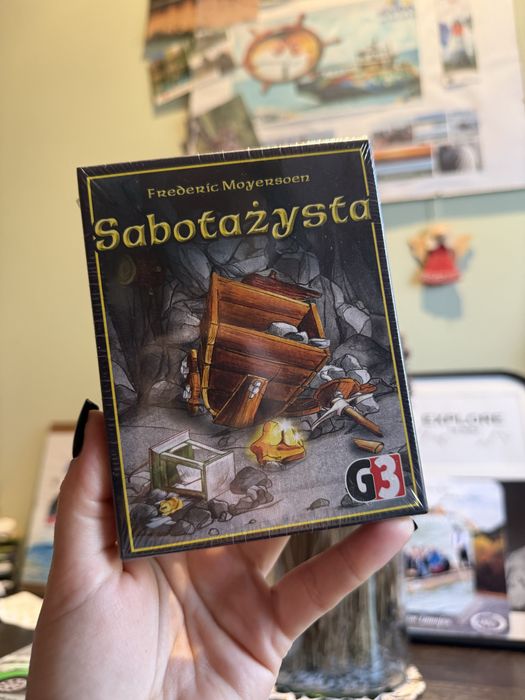 Frederic Moyersoen
Sabotażysta
G3
EXPLORE